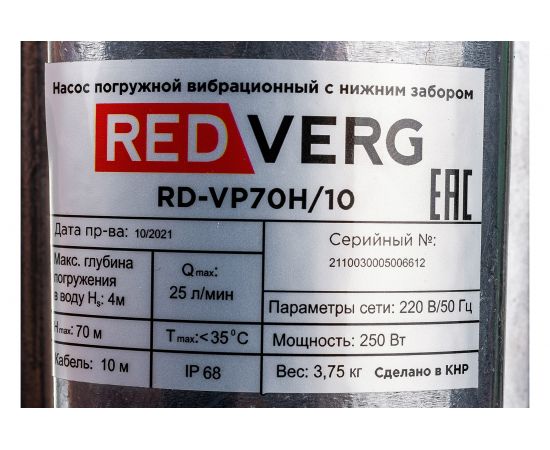 Насос погружной вибрационный с нижним забором
REDVERG
RD-VP70H/10
EAC
Дата пр-ва: 10/2021
Серийный №:
2110030005006612
Макс. глубина
погружения
в воду Hs: 4м
Q max:
25 л/мин
Параметры сети: 220 В/50 Гц
Hmax: 70 м
Tmax:<35°C
Мощность: 250 Вт
Кабель: 10 м
IP 68
Вес: 3,75 кг
Сделано в КНР